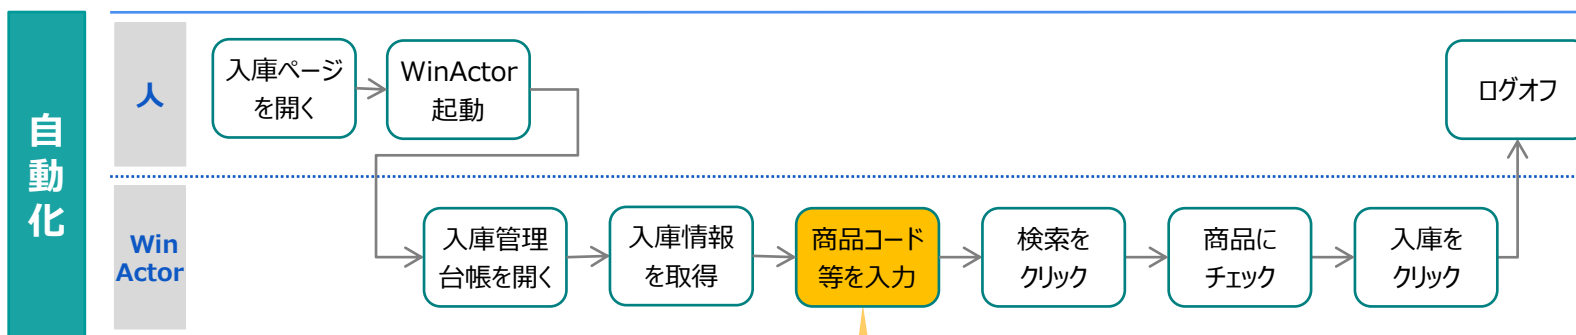 自動化
人
入庫ページ
を開く
WinActor
起動
ログオフ
Win
Actor
入庫管理
台帳を開く
入庫情報
を取得
商品コード
等を入力
検索を
クリック
商品に
チェック
入庫を
クリック